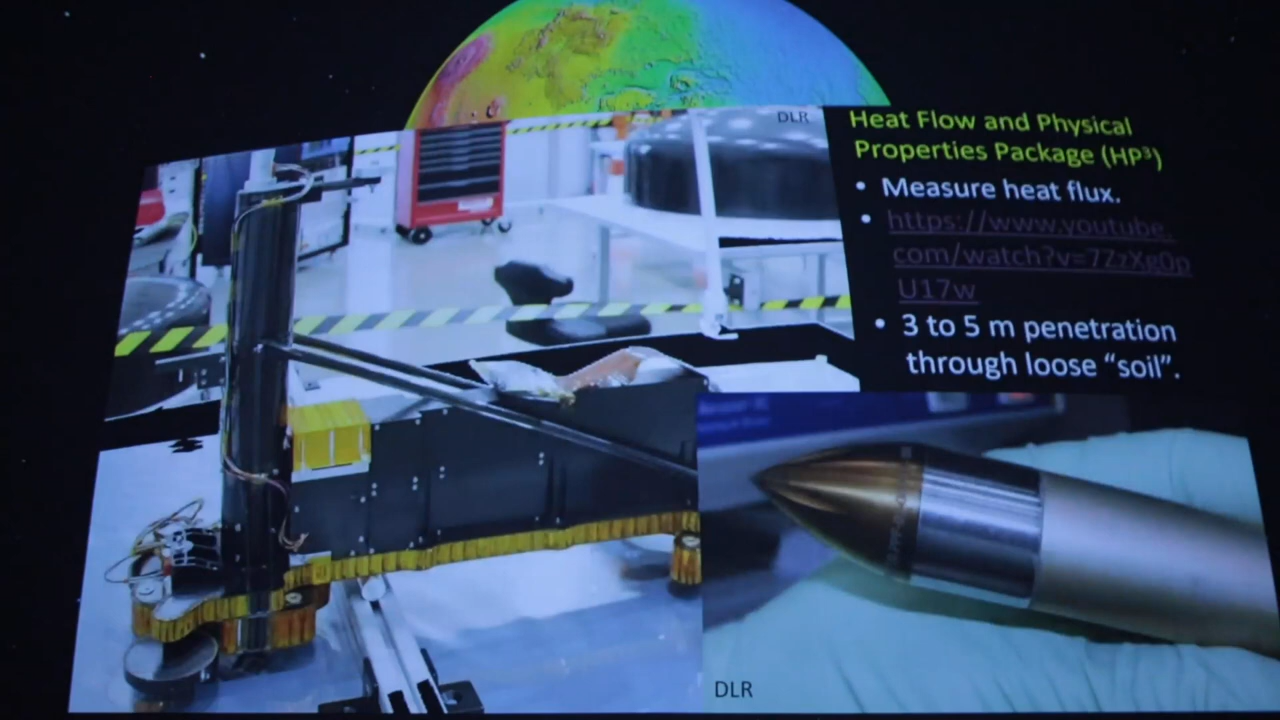 DLR
Heat Flow and Physical
Properties Package (HP³)
• Measure heat flux.
• https://www.youtube.
com/watch?v=7ZzXg0p
U17w
• 3 to 5 m penetration
through loose “soil”.
DLR